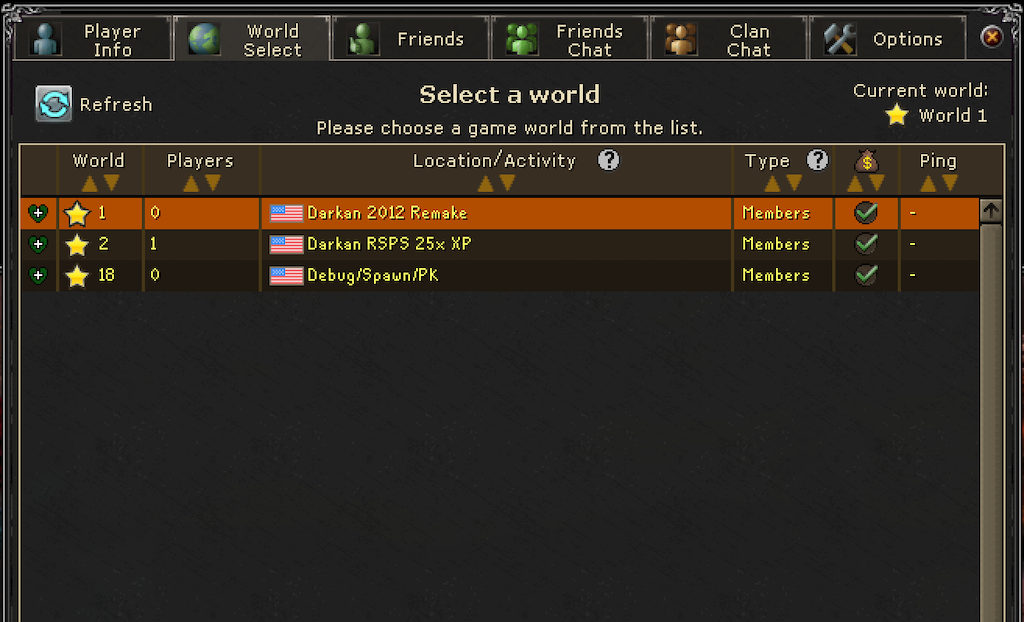 Player Info
World Select
Friends
Friends Chat
Clan Chat
Options
Refresh
Select a world
Please choose a game world from the list.
Current world:
World 1
World Players Location/Activity ? Type ? $ Ping
1 0 Darkan 2012 Remake Members -
2 1 Darkan RSPS 25x XP Members -
18 0 Debug/Spawn/PK Members -